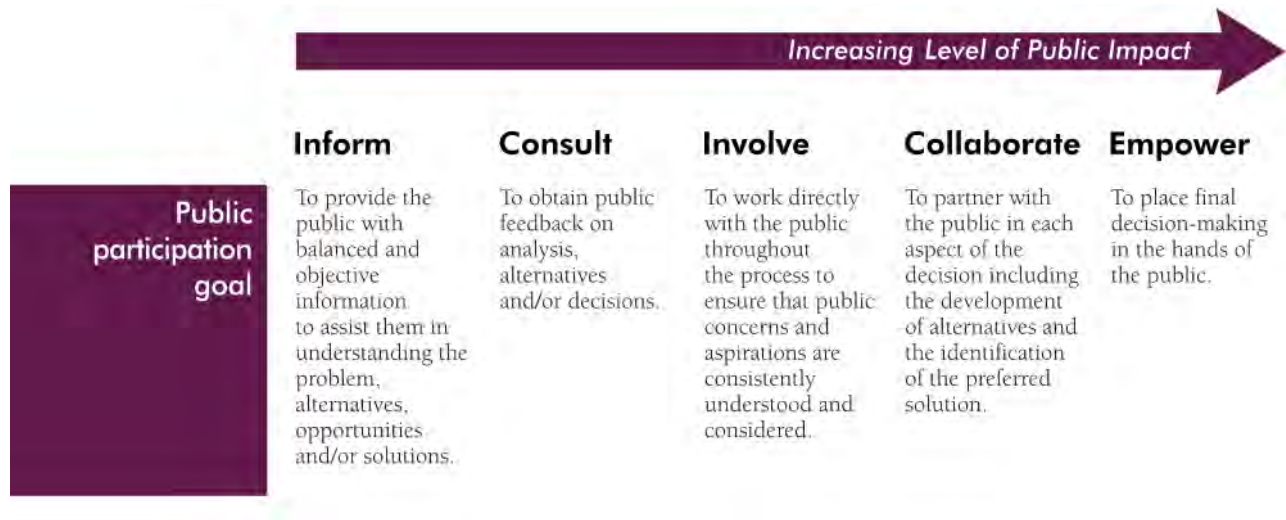 Increasing Level of Public Impact
Inform
Consult
Involve
Collaborate
Empower
Public
participation
goal
To provide the
public with
balanced and
objective
information
to assist them in
understanding the
problem,
alternatives,
opportunities
and/or solutions.
To obtain public
feedback on
analysis,
alternatives
and/or decisions.
To work directly
with the public
throughout
the process to
ensure that public
concerns and
aspirations are
consistently
understood and
considered.
To partner with
the public in each
aspect of the
decision including
the development
of alternatives and
the identification
of the preferred
solution.
To place final
decision-making
in the hands of
the public.